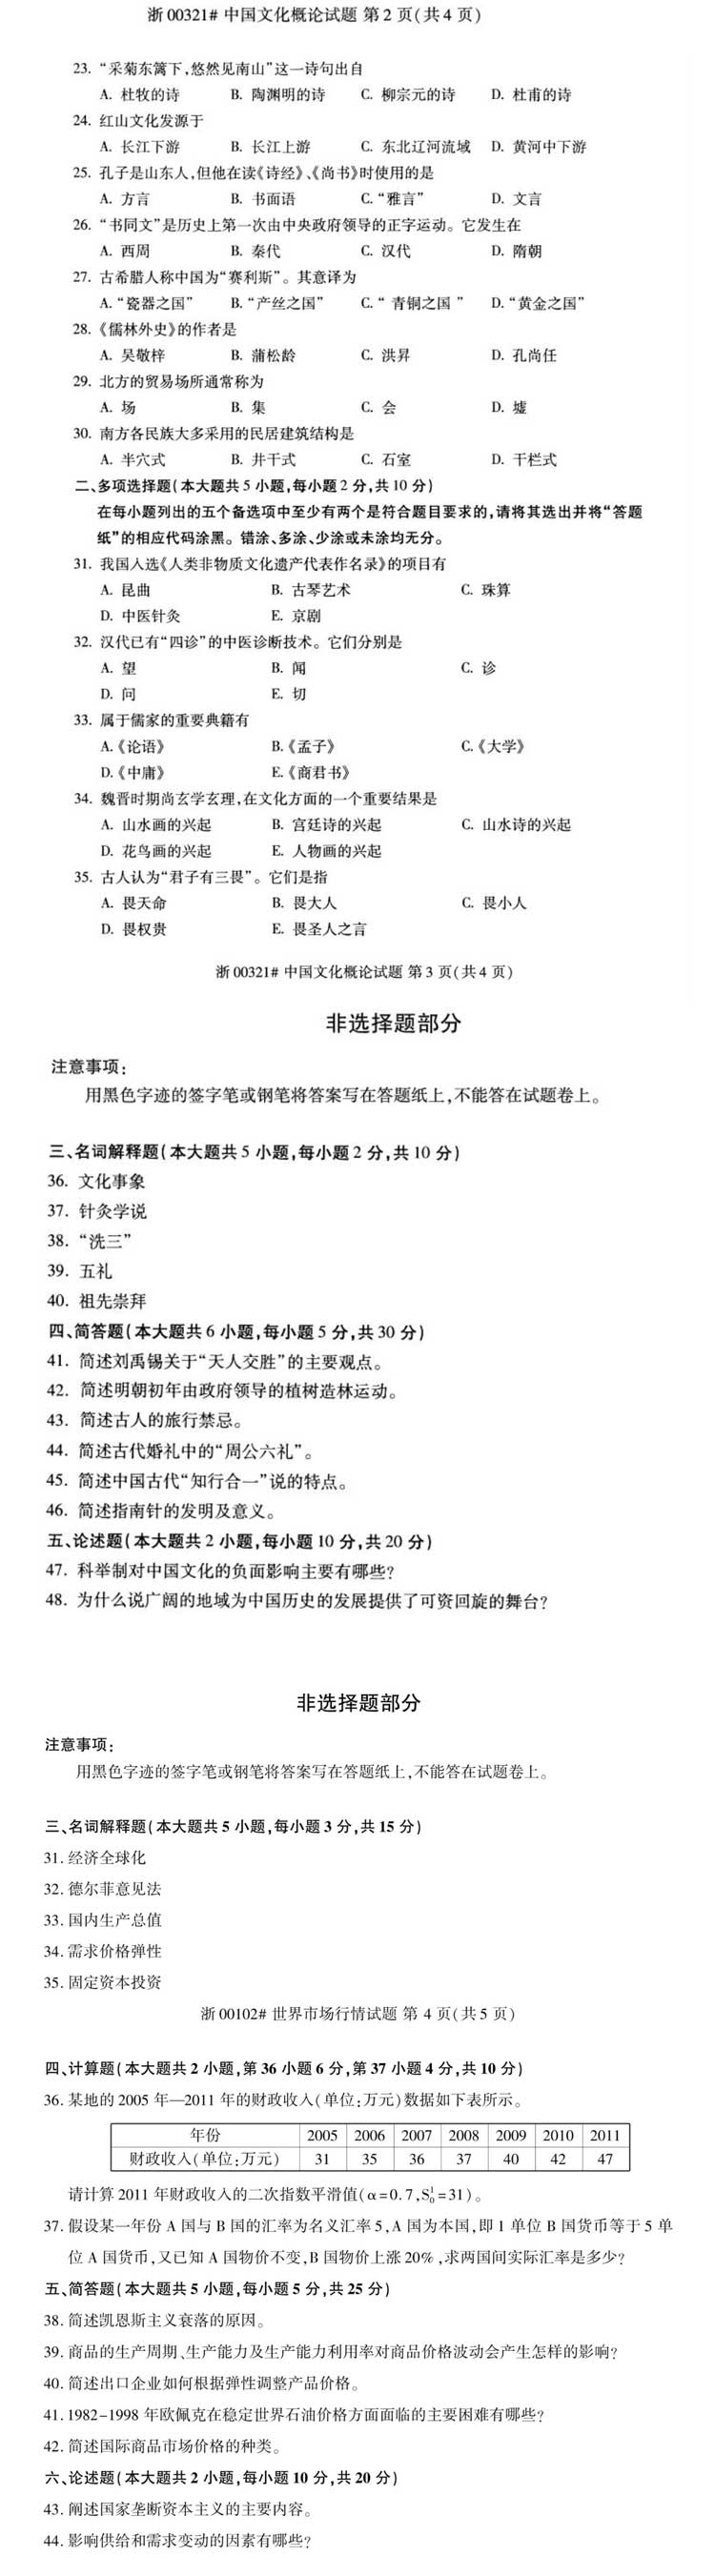 浙 00321# 中国文化概论试题 第 2 页(共 4 页)
23. “采菊东篱下,悠然见南山”这一诗句出自
A. 杜牧的诗 B. 陶渊明的诗 C. 柳宗元的诗 D. 杜甫的诗
24. 红山文化发源于
A. 长江下游 B. 长江上游 C. 东北辽河流域 D. 黄河中下游
25. 孔子是山东人,但他在读《诗经》、《尚书》时使用的是
A. 方言 B. 书面语 C. “雅言” D. 文言
26. “书同文”是历史上第一次由中央政府领导的正字运动。它发生在
A. 西周 B. 秦代 C. 汉代 D. 隋朝
27. 古希腊人称中国为“赛利斯”。其意译为
A. “瓷器之国” B. “产丝之国” C. “ 青铜之国 ” D. “黄金之国”
28. 《儒林外史》的作者是
A. 吴敬梓 B. 蒲松龄 C. 洪昇 D. 孔尚任
29. 北方的贸易场所通常称为
A. 场 B. 集 C. 会 D. 墟
30. 南方各民族大多采用的民居建筑结构是
A. 半穴式 B. 井干式 C. 石室 D. 干栏式
二、多项选择题(本大题共 5 小题,每小题 2 分,共 10 分)
在每小题列出的五个备选项中至少有两个是符合题目要求的,请将其选出并将“答题
纸”的相应代码涂黑。错涂、多涂、少涂或未涂均无分。
31. 我国入选《人类非物质文化遗产代表作名录》的项目有
A. 昆曲 B. 古琴艺术 C. 珠算
D. 中医针灸 E. 京剧
32. 汉代已有“四诊”的中医诊断技术。它们分别是
A. 望 B. 闻 C. 诊
D. 问 E. 切
33. 属于儒家的重要典籍有
A.《论语》 B.《孟子》 C.《大学》
D.《中庸》 E.《商君书》
34. 魏晋时期尚玄学玄理,在文化方面的一个重要结果是
A. 山水画的兴起 B. 宫廷诗的兴起 C. 山水诗的兴起
D. 花鸟画的兴起 E. 人物画的兴起
35. 古人认为“君子有三畏”。它们是指
A. 畏天命 B. 畏大人 C. 畏小人
D. 畏权贵 E. 畏圣人之言
浙 00321# 中国文化概论试题 第 3 页(共 4 页)
非选择题部分
注意事项:
用黑色字迹的签字笔或钢笔将答案写在答题纸上,不能答在试题卷上。
三、名词解释题(本大题共 5 小题,每小题 2 分,共 10 分)
36. 文化事象
37. 针灸学说
38. “洗三”
39. 五礼
40. 祖先崇拜
四、简答题(本大题共 6 小题,每小题 5 分,共 30 分)
41. 简述刘禹锡关于“天人交胜”的主要观点。
42. 简述明朝初年由政府领导的植树造林运动。
43. 简述古人的旅行禁忌。
44. 简述古代婚礼中的“周公六礼”。
45. 简述中国古代“知行合一”说的特点。
46. 简述指南针的发明及意义。
五、论述题(本大题共 2 小题,每小题 10 分,共 20 分)
47. 科举制对中国文化的负面影响主要有哪些?
48. 为什么说广阔的地域为中国历史的发展提供了可资回旋的舞台?
非选择题部分
注意事项:
用黑色字迹的签字笔或钢笔将答案写在答题纸上,不能答在试题卷上。
三、名词解释题(本大题共 5 小题,每小题 3 分,共 15 分)
31. 经济全球化
32. 德尔菲意见法
33. 国内生产总值
34. 需求价格弹性
35. 固定资本投资
浙 00102# 世界市场行情试题 第 4 页(共 5 页)
四、计算题(本大题共 2 小题,第 36 小题 6 分,第 37 小题 4 分,共 10 分)
36. 某地的 2005 年—2011 年的财政收入(单位:万元)数据如下表所示。
年份 2005 2006 2007 2008 2009 2010 2011
财政收入(单位:万元) 31 35 36 37 40 42 47
请计算 2011 年财政收入的二次指数平滑值(α=0.7,S₀¹=31)。
37. 假设某一年份 A 国与 B 国的汇率为名义汇率 5,A 国为本国,即 1 单位 B 国货币等于 5 单
位 A 国货币,又已知 A 国物价不变,B 国物价上涨 20%,求两国间实际汇率是多少?
五、简答题(本大题共 5 小题,每小题 5 分,共 25 分)
38. 简述凯恩斯主义衰落的原因。
39. 商品的生产周期、生产能力及生产能力利用率对商品价格波动会产生怎样的影响?
40. 简述出口企业如何根据弹性调整产品价格。
41. 1982-1998 年欧佩克在稳定世界石油价格方面面临的主要困难有哪些?
42. 简述国际商品市场价格的种类。
六、论述题(本大题共 2 小题,每小题 10 分,共 20 分)
43. 阐述国家垄断资本主义的主要内容。
44. 影响供给和需求变动的因素有哪些?